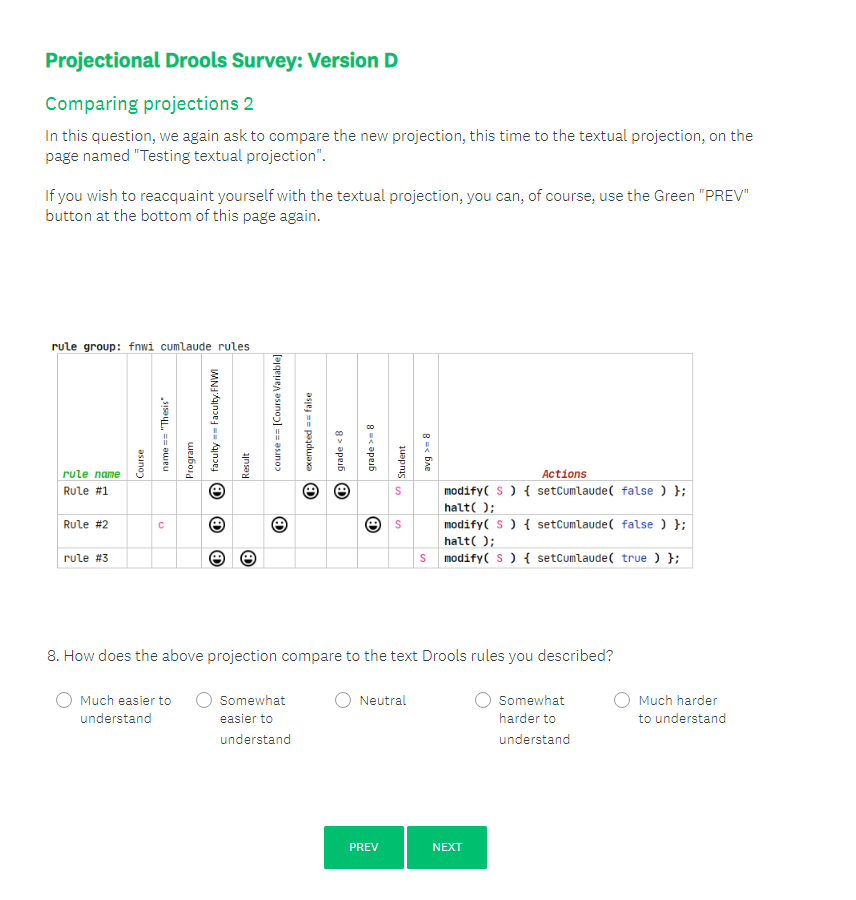 Projectional Drools Survey: Version D
Comparing projections 2
In this question, we again ask to compare the new projection, this time to the textual projection, on the
page named "Testing textual projection".
If you wish to reacquaint yourself with the textual projection, you can, of course, use the Green "PREV"
button at the bottom of this page again.
rule group: fnwi cumlaude rules
rule name
Course
name == "Thesis"
Program
faculty == Faculty.FNWI
Result
course == [Course Variable]
exempted == false
grade < 8
grade >= 8
Student
avg >= 8
Actions
Rule #1 S modify( S ) { setCumlaude( false ) };
halt( );
Rule #2 c S modify( S ) { setCumlaude( false ) };
halt( );
rule #3 S modify( S ) { setCumlaude( true ) };
8. How does the above projection compare to the text Drools rules you described?
Much easier to
understand
Somewhat
easier to
understand
Neutral
Somewhat
harder to
understand
Much harder
to understand
PREV
NEXT